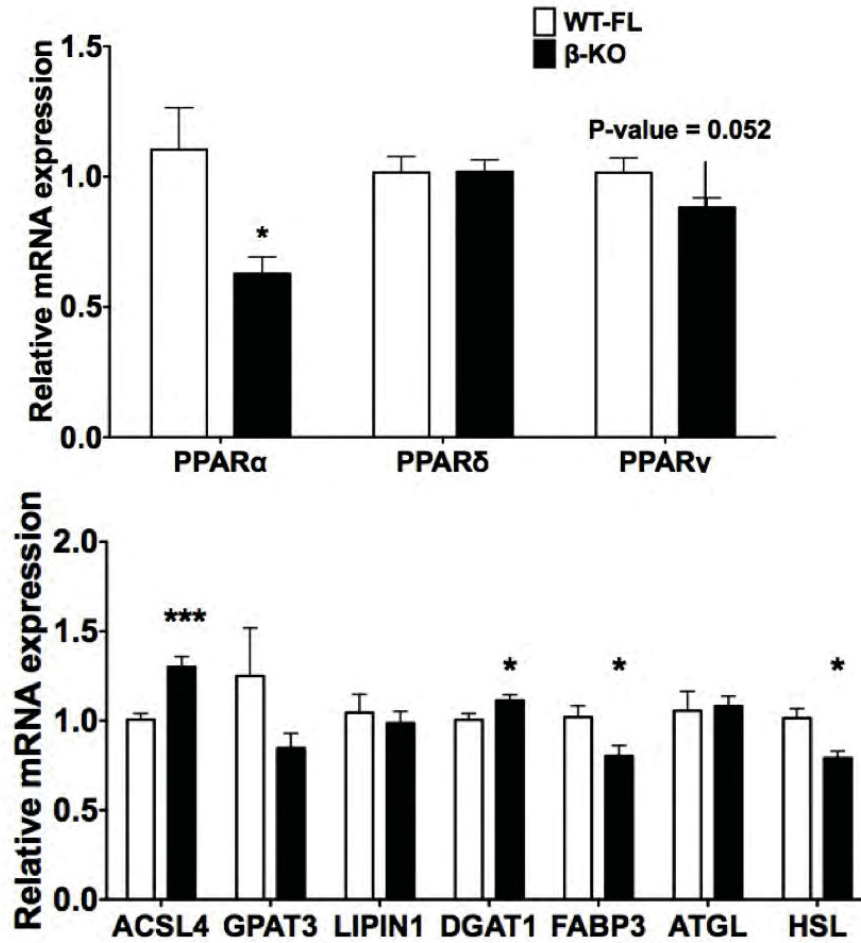 WT-FL
β-KO
Relative mRNA expression
1.5
1.0
0.5
0.0
P-value = 0.052
*
PPARα PPARδ PPARv
Relative mRNA expression
2.0
1.5
1.0
0.5
0.0
*** * * *
ACSL4 GPAT3 LIPIN1 DGAT1 FABP3 ATGL HSL